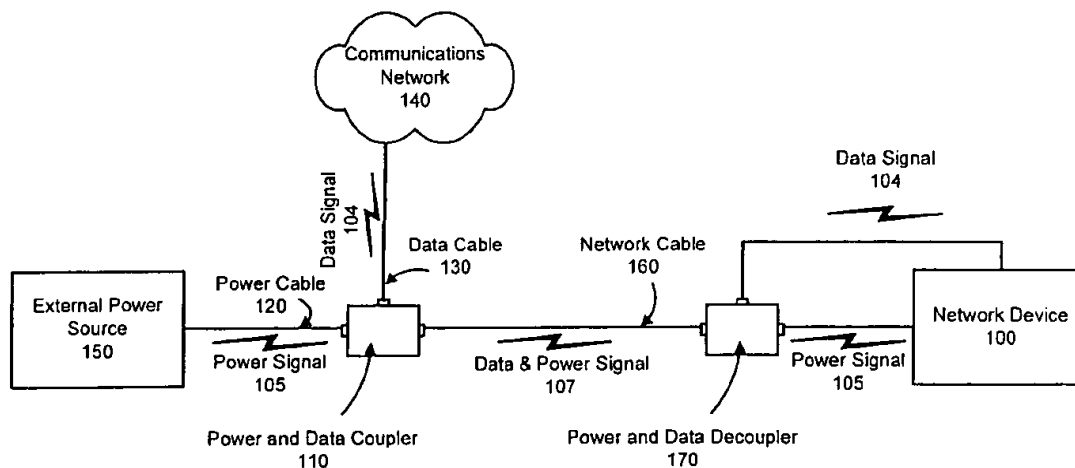 Communications
Network
140
Data Signal
104
Data Signal
104
Data Cable
130
Network Cable
160
Power Cable
120
External Power
Source
150
Network Device
100
Power Signal
105
Data & Power Signal
107
Power Signal
105
Power and Data Coupler
110
Power and Data Decoupler
170